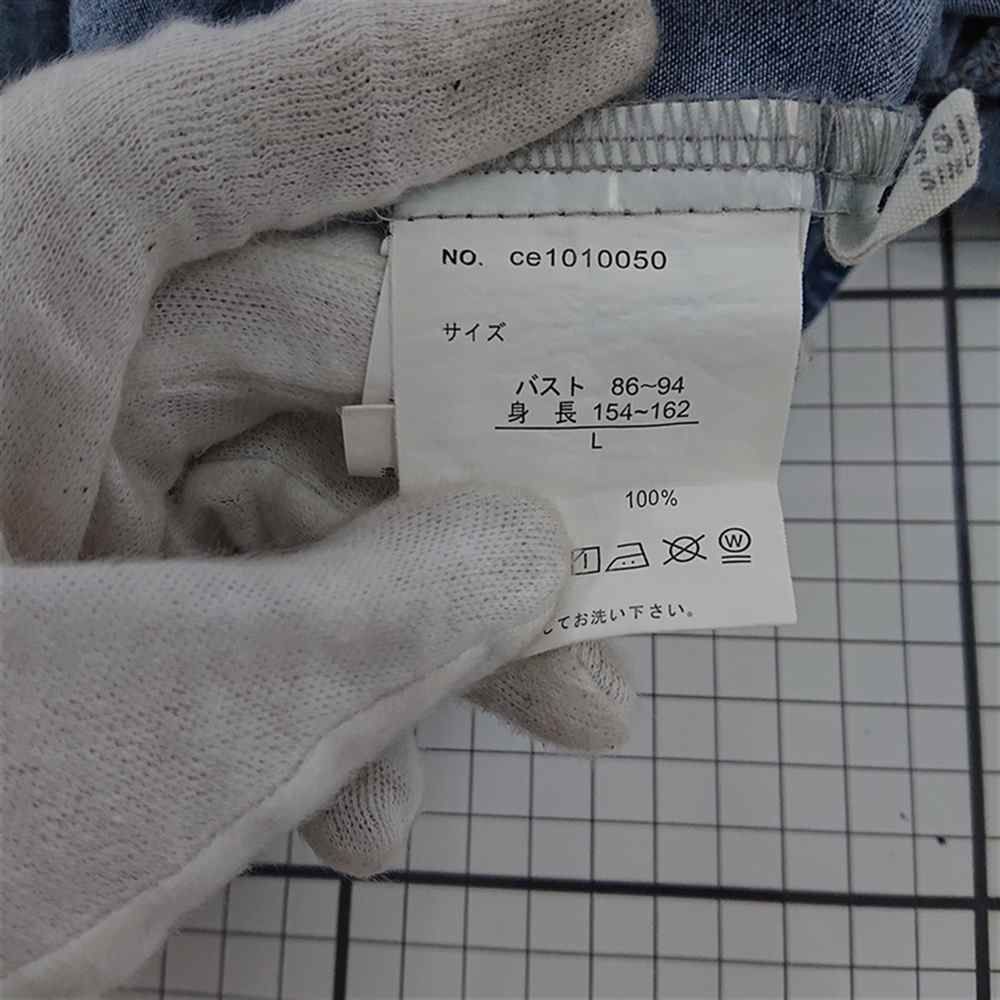 NO. ce1010050
サイズ
バスト 86~94
身 長 154~162
L
100%
W
てお洗い下さい。